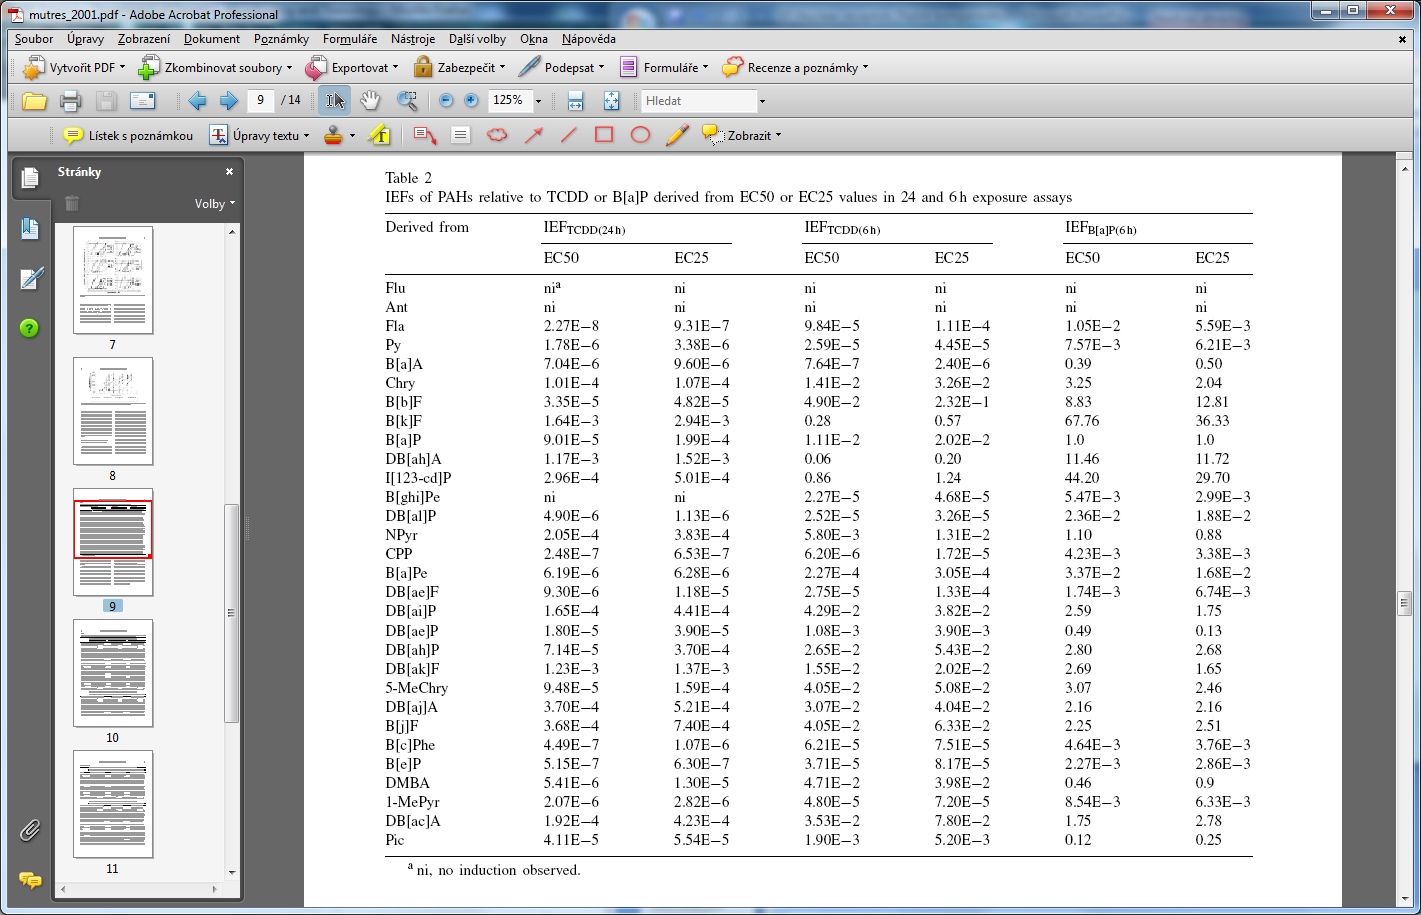 mutres_2001.pdf - Adobe Acrobat Professional
Soubor Úpravy Zobrazení Dokument Poznámky Formuláře Nástroje Další volby Okna Nápověda
Vytvořit PDF Zkombinovat soubory Exportovat Zabezpečit Podepsat Formuláře Recenze a poznámky
9 / 14 125% Hledat
Lístek s poznámkou Úpravy textu Zobrazit
Stránky
Volby
7
8
9
10
11
Table 2
IEFs of PAHs relative to TCDD or B[a]P derived from EC50 or EC25 values in 24 and 6 h exposure assays
Derived from IEFTCDD(24 h) IEFTCDD(6 h) IEFB[a]P(6 h)
EC50 EC25 EC50 EC25 EC50 EC25
Flu niª ni ni ni ni ni
Ant ni ni ni ni ni ni
Fla 2.27E−8 9.31E−7 9.84E−5 1.11E−4 1.05E−2 5.59E−3
Py 1.78E−6 3.38E−6 2.59E−5 4.45E−5 7.57E−3 6.21E−3
B[a]A 7.04E−6 9.60E−6 7.64E−7 2.40E−6 0.39 0.50
Chry 1.01E−4 1.07E−4 1.41E−2 3.26E−2 3.25 2.04
B[b]F 3.35E−5 4.82E−5 4.90E−2 2.32E−1 8.83 12.81
B[k]F 1.64E−3 2.94E−3 0.28 0.57 67.76 36.33
B[a]P 9.01E−5 1.99E−4 1.11E−2 2.02E−2 1.0 1.0
DB[ah]A 1.17E−3 1.52E−3 0.06 0.20 11.46 11.72
I[123-cd]P 2.96E−4 5.01E−4 0.86 1.24 44.20 29.70
B[ghi]Pe ni ni 2.27E−5 4.68E−5 5.47E−3 2.99E−3
DB[al]P 4.90E−6 1.13E−6 2.52E−5 3.26E−5 2.36E−2 1.88E−2
NPyr 2.05E−4 3.83E−4 5.80E−3 1.31E−2 1.10 0.88
CPP 2.48E−7 6.53E−7 6.20E−6 1.72E−5 4.23E−3 3.38E−3
B[a]Pe 6.19E−6 6.28E−6 2.27E−4 3.05E−4 3.37E−2 1.68E−2
DB[ae]F 9.30E−6 1.18E−5 2.75E−5 1.33E−4 1.74E−3 6.74E−3
DB[ai]P 1.65E−4 4.41E−4 4.29E−2 3.82E−2 2.59 1.75
DB[ae]P 1.80E−5 3.90E−5 1.08E−3 3.90E−3 0.49 0.13
DB[ah]P 7.14E−5 3.70E−4 2.65E−2 5.43E−2 2.80 2.68
DB[ak]F 1.23E−3 1.37E−3 1.55E−2 2.02E−2 2.69 1.65
5-MeChry 9.48E−5 1.59E−4 4.05E−2 5.08E−2 3.07 2.46
DB[aj]A 3.70E−4 5.21E−4 3.07E−2 4.04E−2 2.16 2.16
B[j]F 3.68E−4 7.40E−4 4.05E−2 6.33E−2 2.25 2.51
B[c]Phe 4.49E−7 1.07E−6 6.21E−5 7.51E−5 4.64E−3 3.76E−3
B[e]P 5.15E−7 6.30E−7 3.71E−5 8.17E−5 2.27E−3 2.86E−3
DMBA 5.41E−6 1.30E−5 4.71E−2 3.98E−2 0.46 0.9
1-MePyr 2.07E−6 2.82E−6 4.80E−5 7.20E−5 8.54E−3 6.33E−3
DB[ac]A 1.92E−4 4.23E−4 3.53E−2 7.80E−2 1.75 2.78
Pic 4.11E−5 5.54E−5 1.90E−3 5.20E−3 0.12 0.25
ª ni, no induction observed.